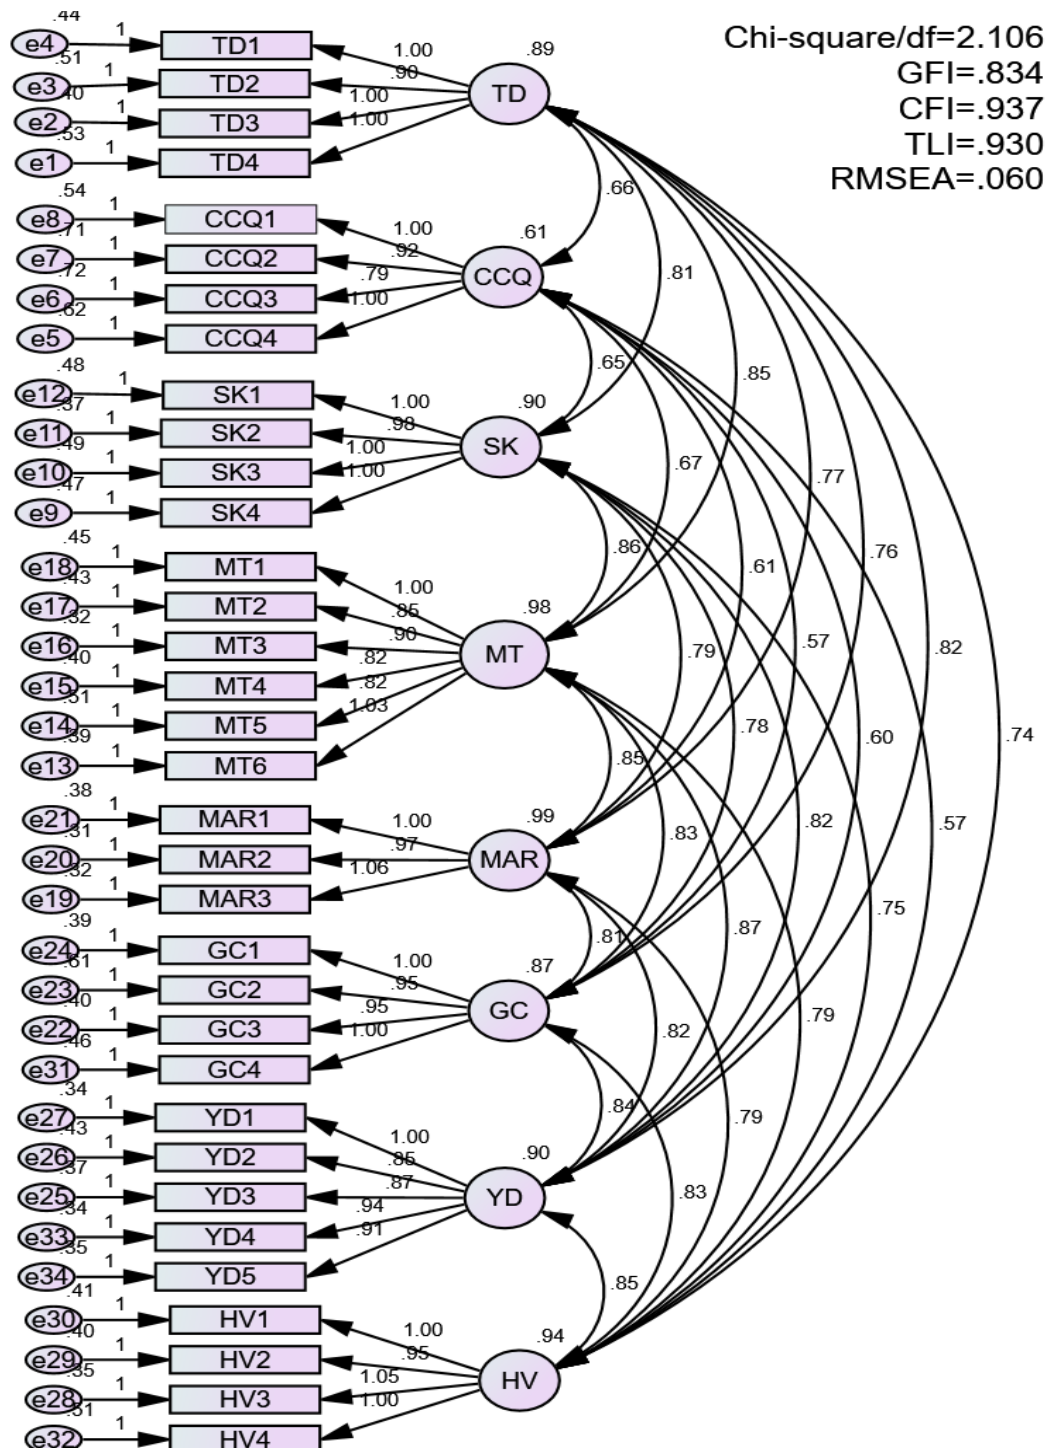 Chi-square/df=2.106
GFI=.834
CFI=.937
TLI=.930
RMSEA=.060
.44
e4 1 TD1 1.00 .89
.51
e3 1 TD2 .90 TD
.40
e2 1 TD3 1.00
.53
e1 1 TD4 1.00
.66
.54
e8 1 CCQ1 1.00 .61
.71
e7 1 CCQ2 .92 CCQ .81
.72
e6 1 CCQ3 .79
.62
e5 1 CCQ4 1.00
.65 .85
.48
e12 1 SK1 1.00 .90
.37
e11 1 SK2 .98 SK
.49
e10 1 SK3 1.00 .67 .77
.47
e9 1 SK4 1.00
.45 .86 .61 .76
e18 1 MT1 1.00 .98
.43
e17 1 MT2 .85
.32
e16 1 MT3 .90 MT .79 .57 .82
.40
e15 1 MT4 .82
.51
e14 1 MT5 .82 .78 .60 .74
.39
e13 1 MT6 1.03 .85
.38
e21 1 MAR1 1.00 .99 .83 .82 .57
.31
e20 1 MAR2 .97 MAR
.32
e19 1 MAR3 1.06 .75
.39
e24 1 GC1 1.00 .87 .81 .87
.61
e23 1 GC2 .95 GC .79
.40
e22 1 GC3 .95 .82
.46
e31 1 GC4 1.00
.34
e27 1 YD1 1.00 .90 .84 .79
.43
e26 1 YD2 .85
.37
e25 1 YD3 .87 YD .83
.34
e33 1 YD4 .94
.35
e34 1 YD5 .91 .85
.41
e30 1 HV1 1.00 .94
.40
e29 1 HV2 .95 HV
.35
e28 1 HV3 1.05
.51
e32 1 HV4 1.00